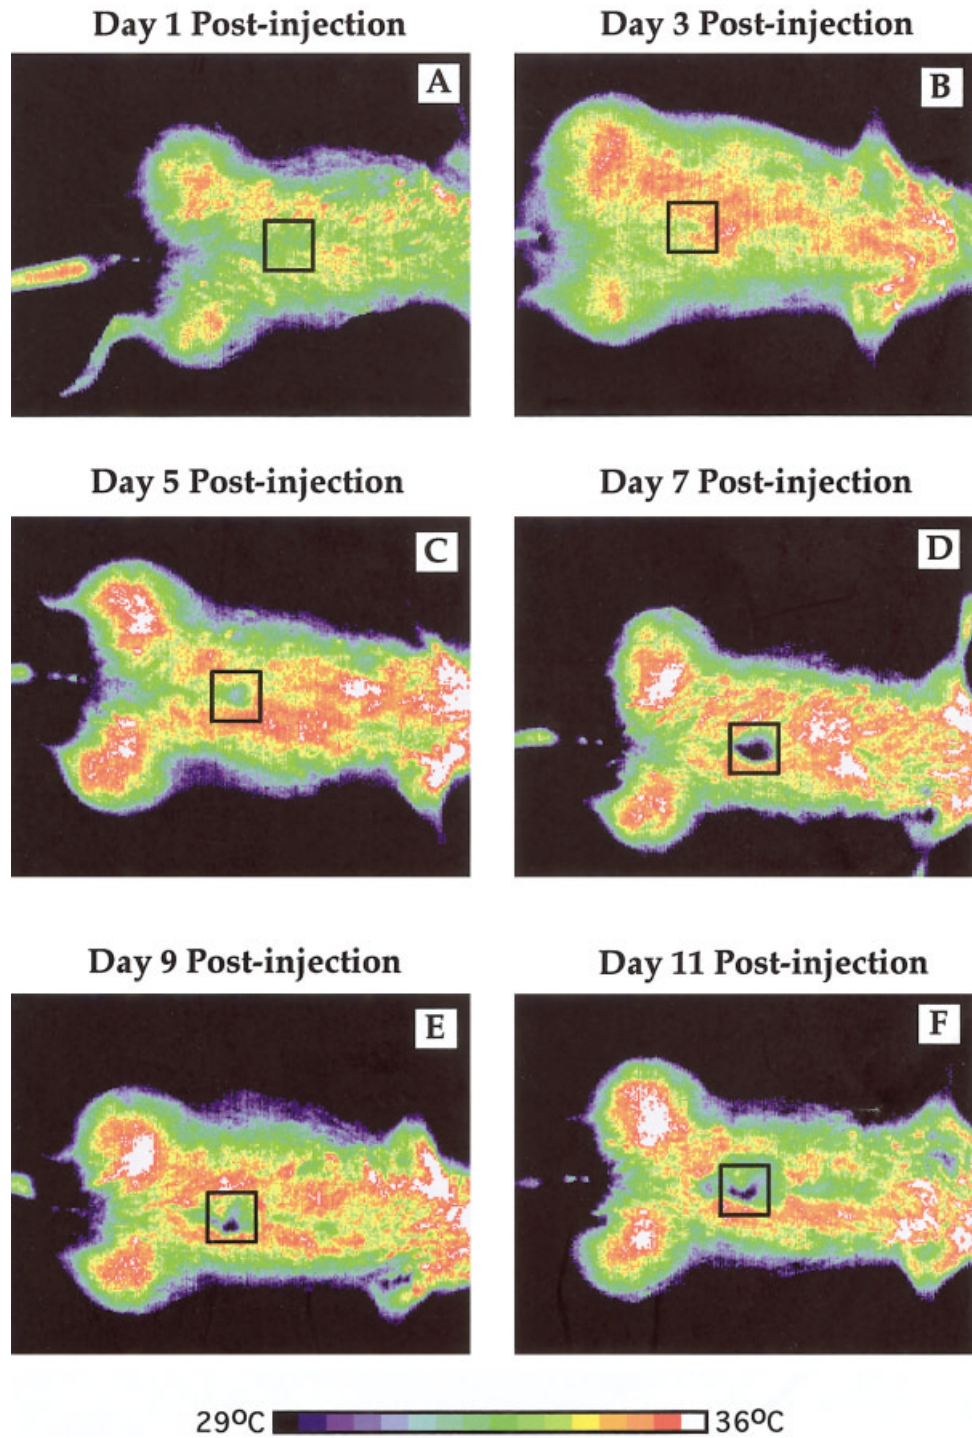 Day 1 Post-injection
Day 3 Post-injection
A
B
Day 5 Post-injection
Day 7 Post-injection
C
D
Day 9 Post-injection
Day 11 Post-injection
E
F
29°C
36°C